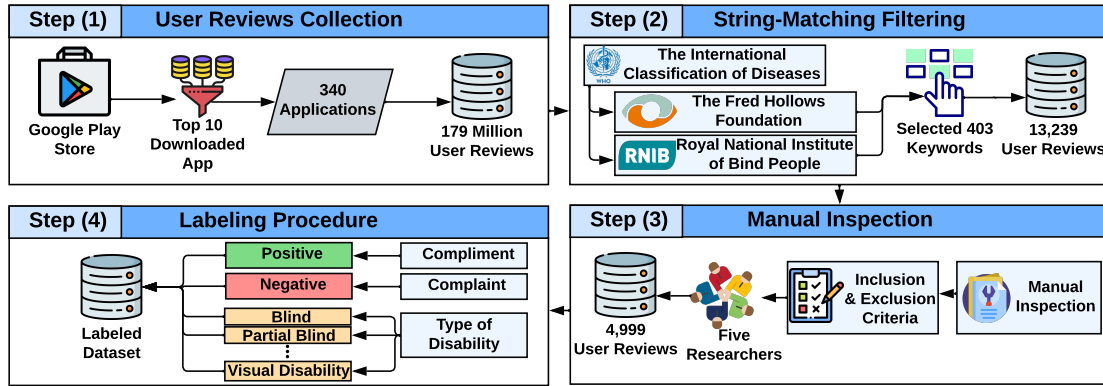 Step (1)
User Reviews Collection
Google Play
Store
Top 10
Downloaded
App
340
Applications
179 Million
User Reviews
Step (2)
String-Matching Filtering
WHO
The International
Classification of Diseases
The Fred Hollows
Foundation
RNIB
Royal National Institute
of Bind People
Selected 403
Keywords
13,239
User Reviews
Step (3)
Manual Inspection
4,999
User Reviews
Five
Researchers
Inclusion
& Exclusion
Criteria
Manual
Inspection
Step (4)
Labeling Procedure
Labeled
Dataset
Positive
Negative
Blind
Partial Blind
Visual Disability
Compliment
Complaint
Type of
Disability